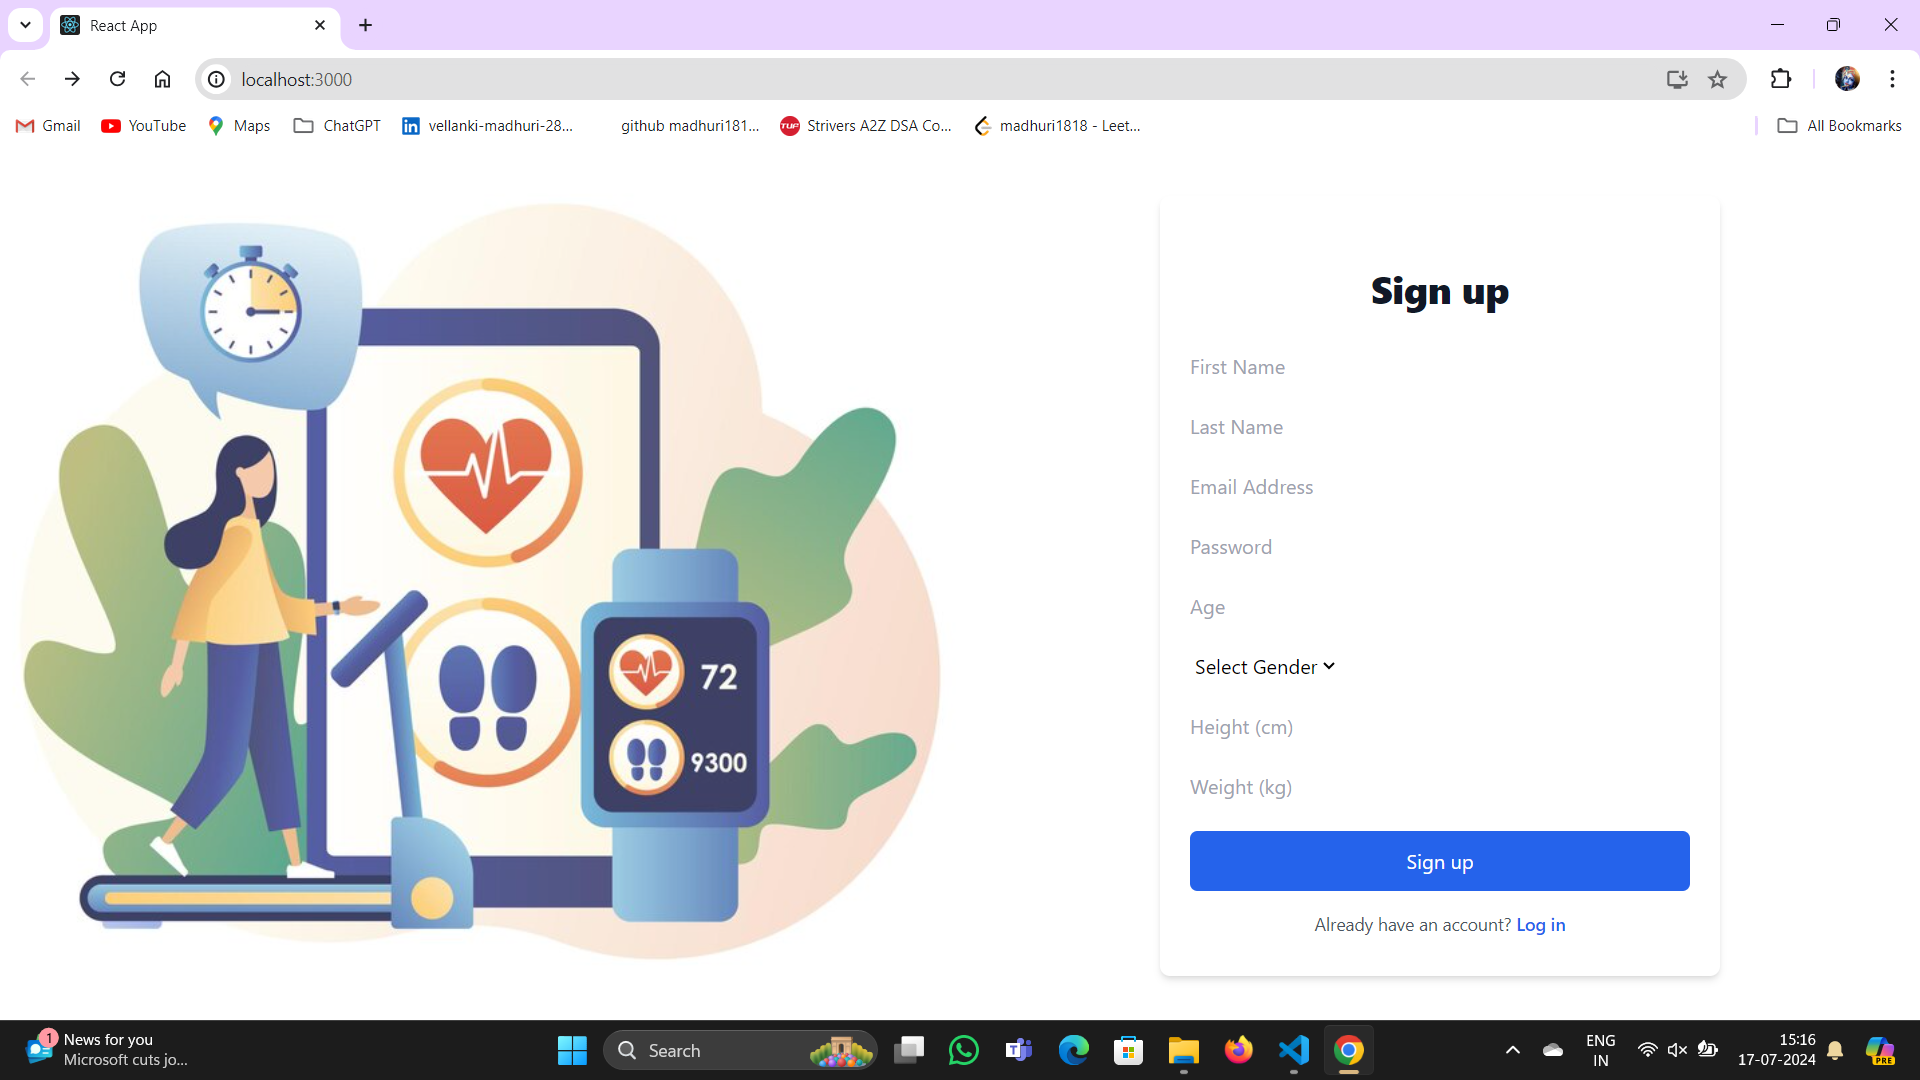 React App
localhost:3000
Gmail
YouTube
Maps
ChatGPT
vellanki-madhuri-28...
github madhuri181...
TUF
Strivers A2Z DSA Co...
madhuri1818 - Leet...
All Bookmarks
72
9300
Sign up
First Name
Last Name
Email Address
Password
Age
Select Gender
Height (cm)
Weight (kg)
Sign up
Already have an account? Log in
1
News for you
Microsoft cuts jo...
Search
ENG
IN
15:16
17-07-2024
PRE